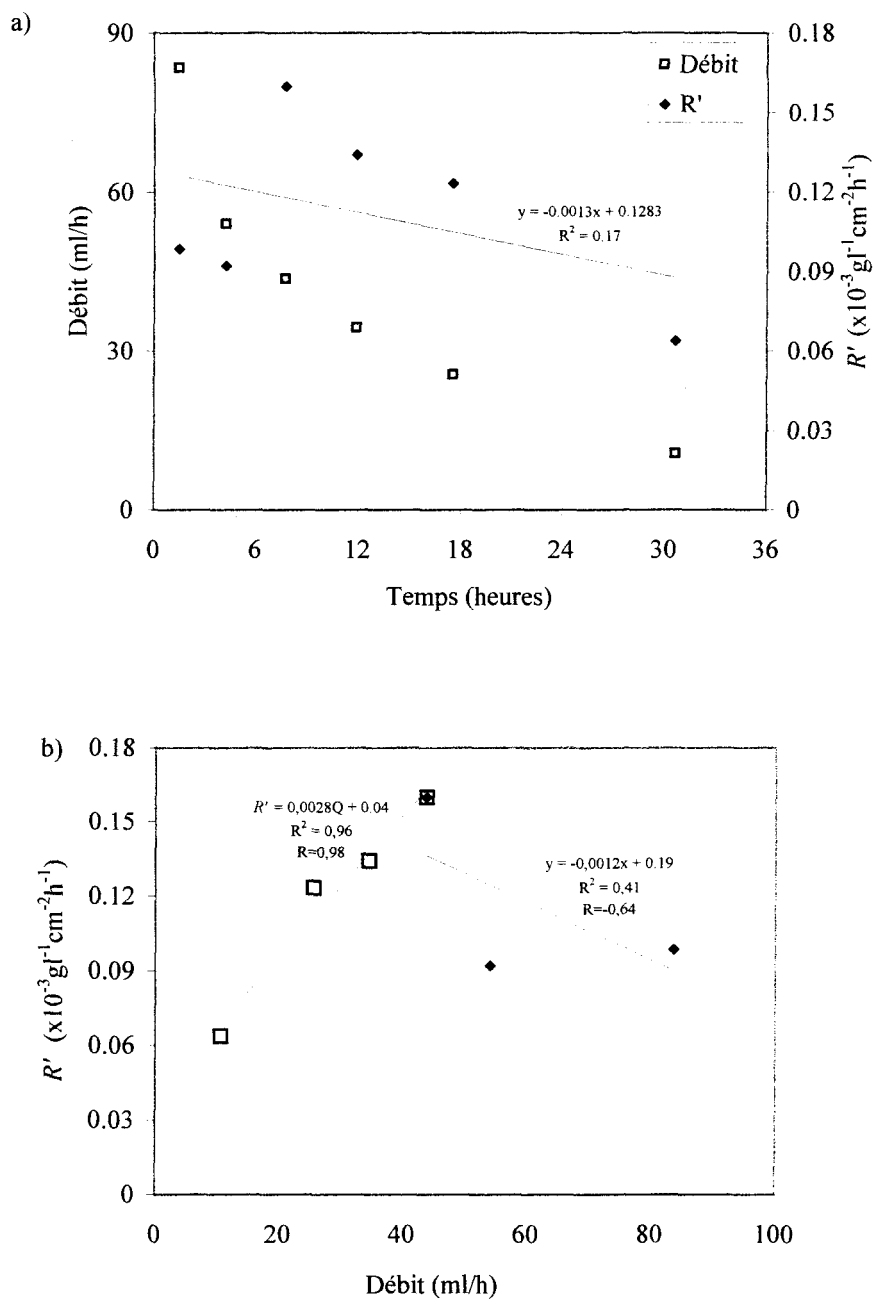 a)
90
60
30
0
Débit (ml/h)
0.18
0.15
0.12
0.09
0.06
0.03
0
R' (x10⁻³gl⁻¹cm⁻²h⁻¹)
Débit
R'
y = -0.0013x + 0.1283
R² = 0.17
0 6 12 18 24 30 36
Temps (heures)
b)
0.18
0.15
0.12
0.09
0.06
0.03
0
R' (x10⁻³gl⁻¹cm⁻²h⁻¹)
R' = 0,0028Q + 0.04
R² = 0,96
R=0,98
y = -0,0012x + 0.19
R² = 0,41
R=-0,64
0 20 40 60 80 100
Débit (ml/h)